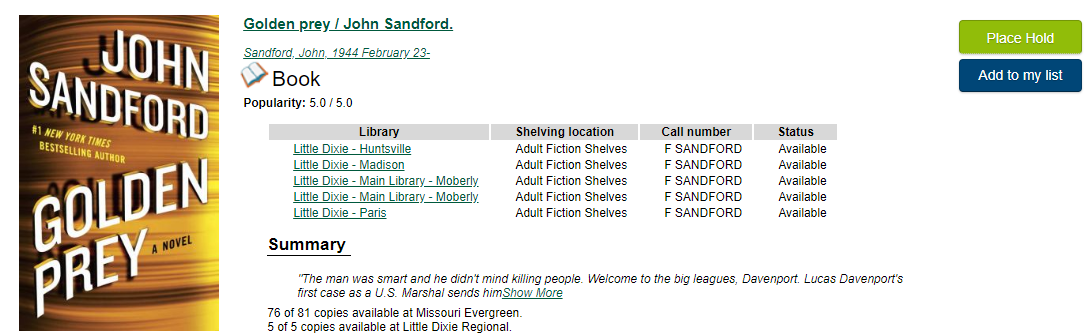 JOHN
SANDFORD
#1 NEW YORK TIMES
BESTSELLING AUTHOR
GOLDEN
PREY
A NOVEL
Golden prey / John Sandford.
Sandford, John, 1944 February 23-
Book
Popularity: 5.0 / 5.0
Library Shelving location Call number Status
Little Dixie - Huntsville Adult Fiction Shelves F SANDFORD Available
Little Dixie - Madison Adult Fiction Shelves F SANDFORD Available
Little Dixie - Main Library - Moberly Adult Fiction Shelves F SANDFORD Available
Little Dixie - Main Library - Moberly Adult Fiction Shelves F SANDFORD Available
Little Dixie - Paris Adult Fiction Shelves F SANDFORD Available
Summary
"The man was smart and he didn't mind killing people. Welcome to the big leagues, Davenport. Lucas Davenport's
first case as a U.S. Marshal sends himShow More
76 of 81 copies available at Missouri Evergreen.
5 of 5 copies available at Little Dixie Regional.
Place Hold
Add to my list